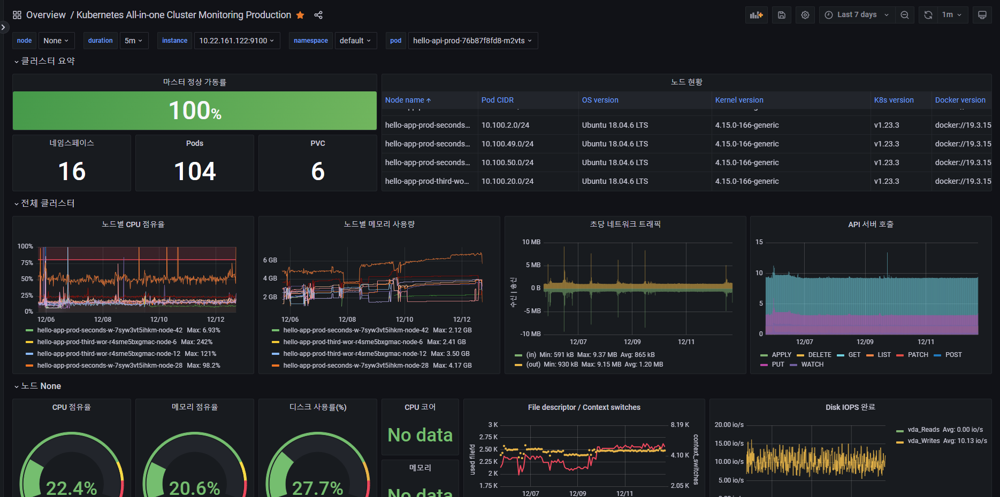 Overview / Kubernetes All-in-one Cluster Monitoring Production
Last 7 days
1m
node None
duration 5m
instance 10.22.161.122:9100
namespace default
pod hello-api-prod-76b87f8fd8-m2vts
클러스터 요약
마스터 정상 가동률
100%
네임스페이스
16
Pods
104
PVC
6
노드 현황
Node name Pod CIDR OS version Kernel version K8s version Docker version
hello-app-prod-seconds... 10.100.2.0/24 Ubuntu 18.04.6 LTS 4.15.0-166-generic v1.23.3 docker://19.3.15
hello-app-prod-seconds... 10.100.49.0/24 Ubuntu 18.04.6 LTS 4.15.0-166-generic v1.23.3 docker://19.3.15
hello-app-prod-seconds... 10.100.50.0/24 Ubuntu 18.04.6 LTS 4.15.0-166-generic v1.23.3 docker://19.3.15
hello-app-prod-third-wo... 10.100.20.0/24 Ubuntu 18.04.6 LTS 4.15.0-166-generic v1.23.3 docker://19.3.15
전체 클러스터
노드별 CPU 점유율
100%
75%
50%
25%
0%
12/06 12/08 12/10 12/12
hello-app-prod-seconds-w-7syw3vt5ihkm-node-42 Max: 6.93%
hello-app-prod-third-wor-r4sme5bxgmac-node-6 Max: 242%
hello-app-prod-third-wor-r4sme5bxgmac-node-12 Max: 121%
hello-app-prod-seconds-w-7syw3vt5ihkm-node-28 Max: 98.2%
노드별 메모리 사용량
6 GB
4 GB
2 GB
12/06 12/08 12/10 12/12
hello-app-prod-seconds-w-7syw3vt5ihkm-node-42 Max: 2.12 GB
hello-app-prod-third-wor-r4sme5bxgmac-node-6 Max: 2.41 GB
hello-app-prod-third-wor-r4sme5bxgmac-node-12 Max: 3.50 GB
hello-app-prod-seconds-w-7syw3vt5ihkm-node-28 Max: 4.17 GB
초당 네트워크 트래픽
수신 | 송신
10 MB
5 MB
0 B
-5 MB
-10 MB
12/07 12/09 12/11
(in) Min: 591 kB Max: 9.37 MB Avg: 865 kB
(out) Min: 930 kB Max: 9.15 MB Avg: 1.20 MB
API 서버 호출
15
10
5
0
12/07 12/09 12/11
APPLY DELETE GET LIST PATCH POST
PUT WATCH
노드 None
CPU 점유율
22.4%
메모리 점유율
20.6%
디스크 사용률(%)
27.7%
CPU 코어
No data
메모리
No data
File descriptor / Context switches
used filefd
3 K
2.75 K
2.50 K
2.25 K
2 K
1.75 K
8.19 K
4.10 K
2.05 K
context_switches
12/07 12/09 12/11
Disk IOPS 완료
20.00 io/s
15.00 io/s
10.00 io/s
5.00 io/s
vda_Reads Avg: 0.00 io/s
vda_Writes Avg: 10.13 io/s